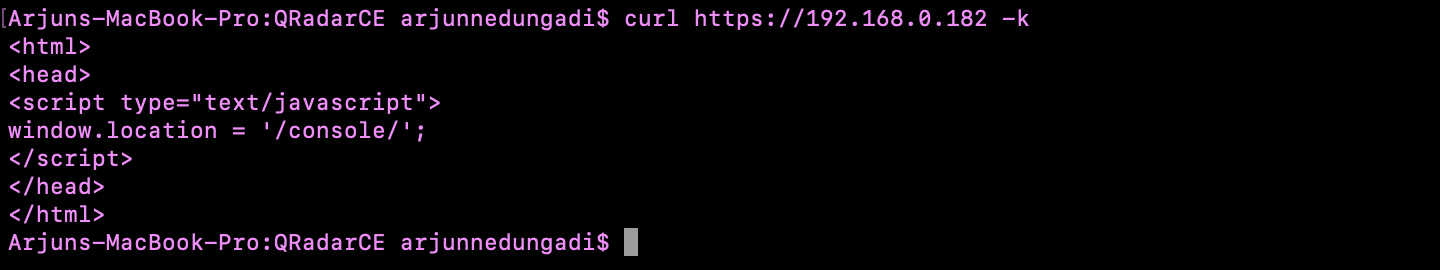 [Arjuns-MacBook-Pro:QRadarCE arjunnedungadi$ curl https://192.168.0.182 -k
<html>
<head>
<script type="text/javascript">
window.location = '/console/';
</script>
</head>
</html>
Arjuns-MacBook-Pro:QRadarCE arjunnedungadi$